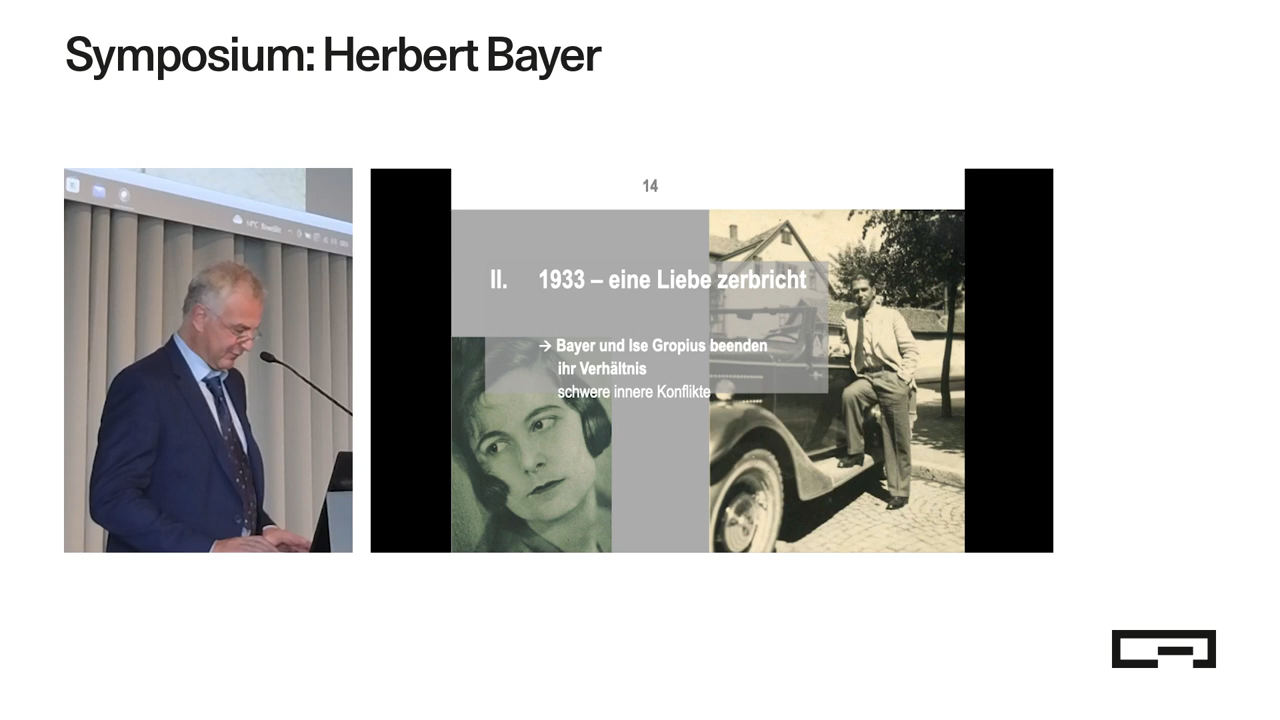 Symposium: Herbert Bayer
14
II. 1933 – eine Liebe zerbricht
→ Bayer und Ise Gropius beenden
ihr Verhältnis
schwere innere Konflikte